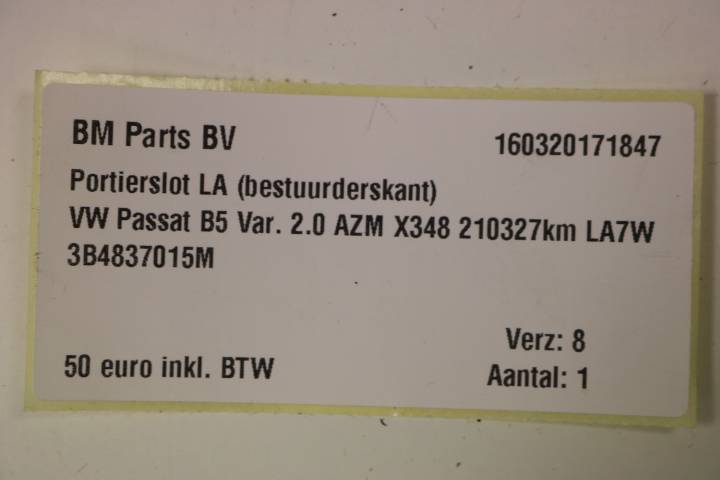 BM Parts BV 160320171847
Portierslot LA (bestuurderskant)
VW Passat B5 Var. 2.0 AZM X348 210327km LA7W
3B4837015M
Verz: 8
50 euro inkl. BTW Aantal: 1